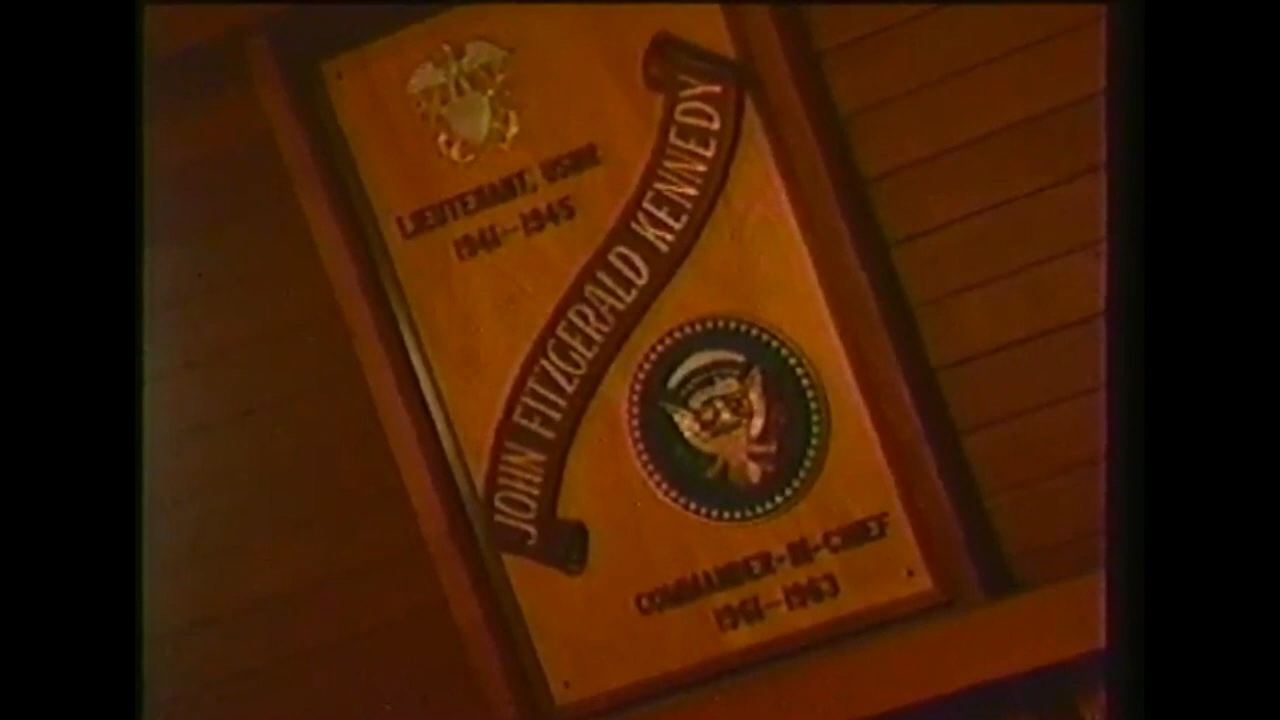 LIEUTENANT, USNR
1941–1945
JOHN FITZGERALD KENNEDY
COMMANDER-IN-CHIEF
1961–1963